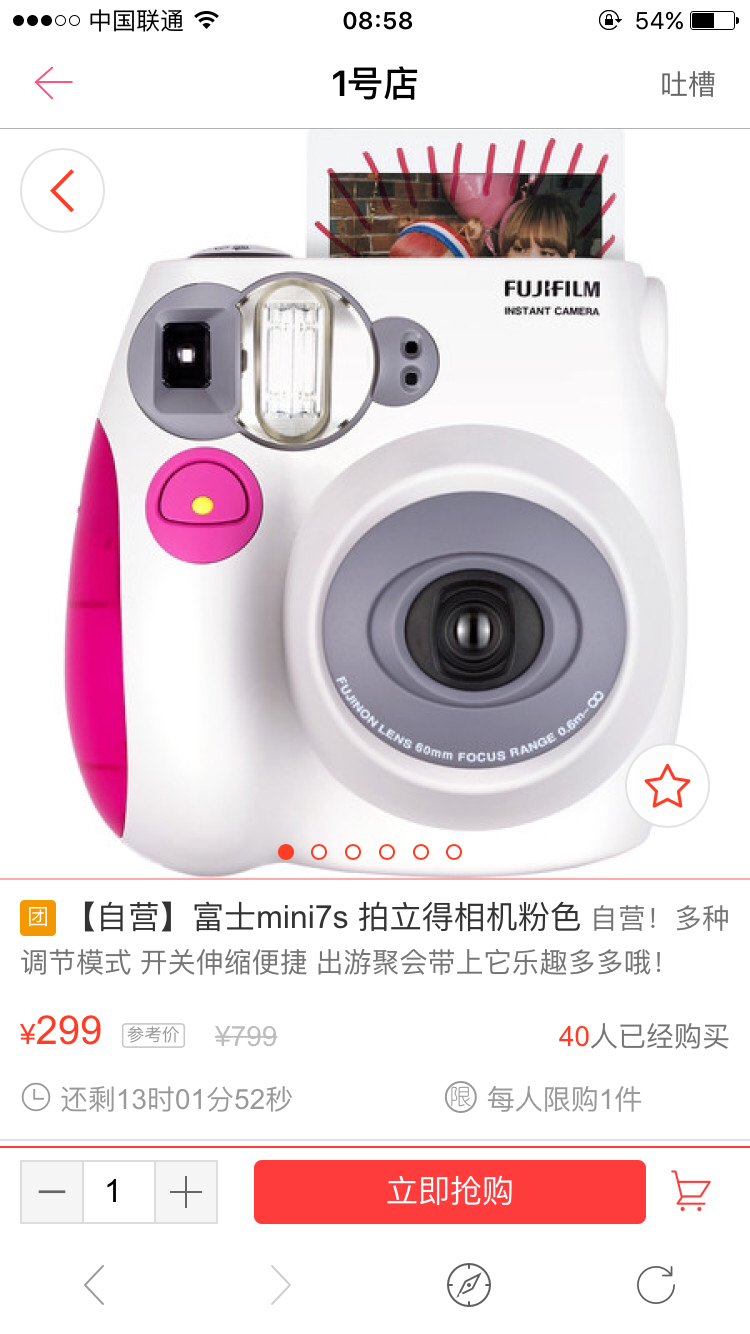 中国联通
08:58
54%
1号店
吐槽
FUJIFILM
INSTANT CAMERA
FUJINON LENS 60mm FOCUS RANGE 0.6m-∞
团 【自营】富士mini7s 拍立得相机粉色 自营！多种
调节模式 开关伸缩便捷 出游聚会带上它乐趣多多哦！
¥299 参考价 ¥799
40人已经购买
还剩13时01分52秒
限 每人限购1件
1
立即抢购